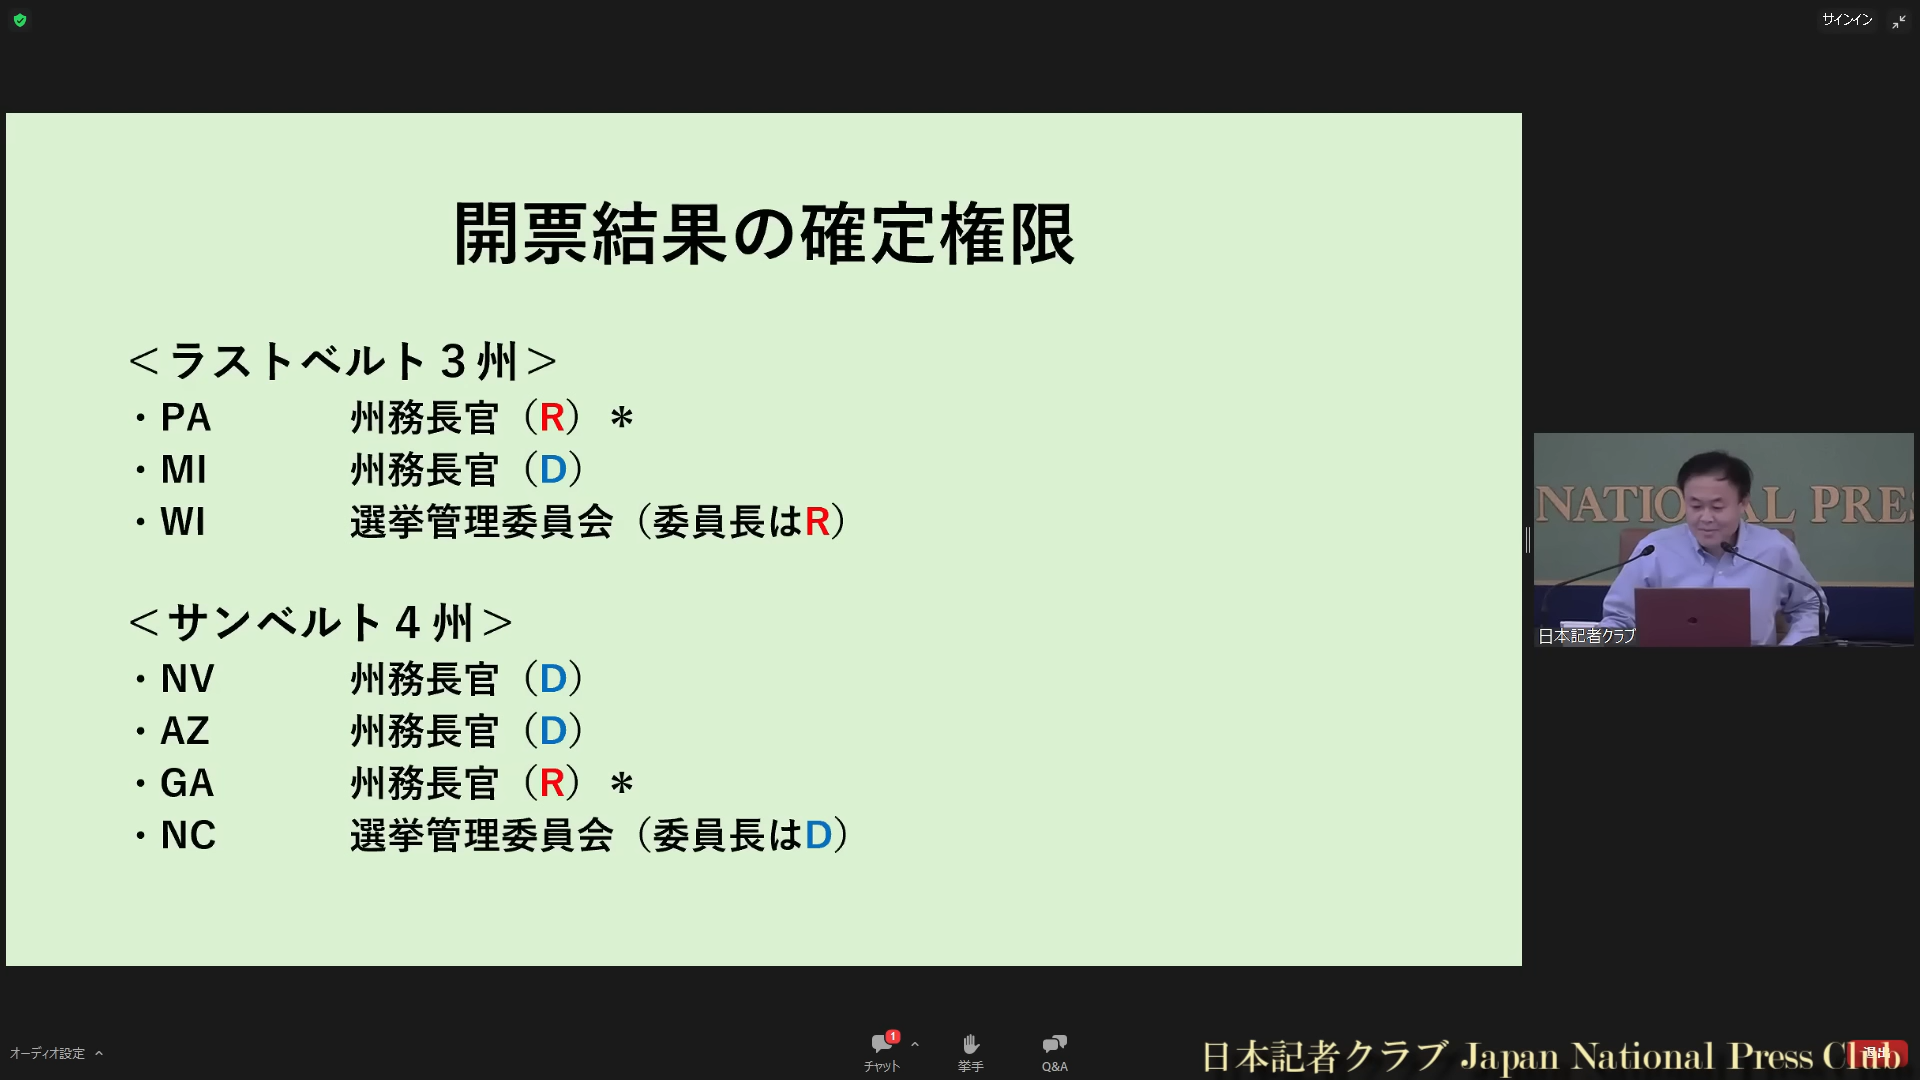 サインイン
開票結果の確定権限
＜ラストベルト３州＞
・PA 州務長官（R）＊
・MI 州務長官（D）
・WI 選挙管理委員会（委員長はR）
＜サンベルト４州＞
・NV 州務長官（D）
・AZ 州務長官（D）
・GA 州務長官（R）＊
・NC 選挙管理委員会（委員長はD）
NATIONAL PRES
日本記者クラブ
オーディオ設定
1
チャット
挙手
Q&A
日本記者クラブ Japan National Press Club
退出